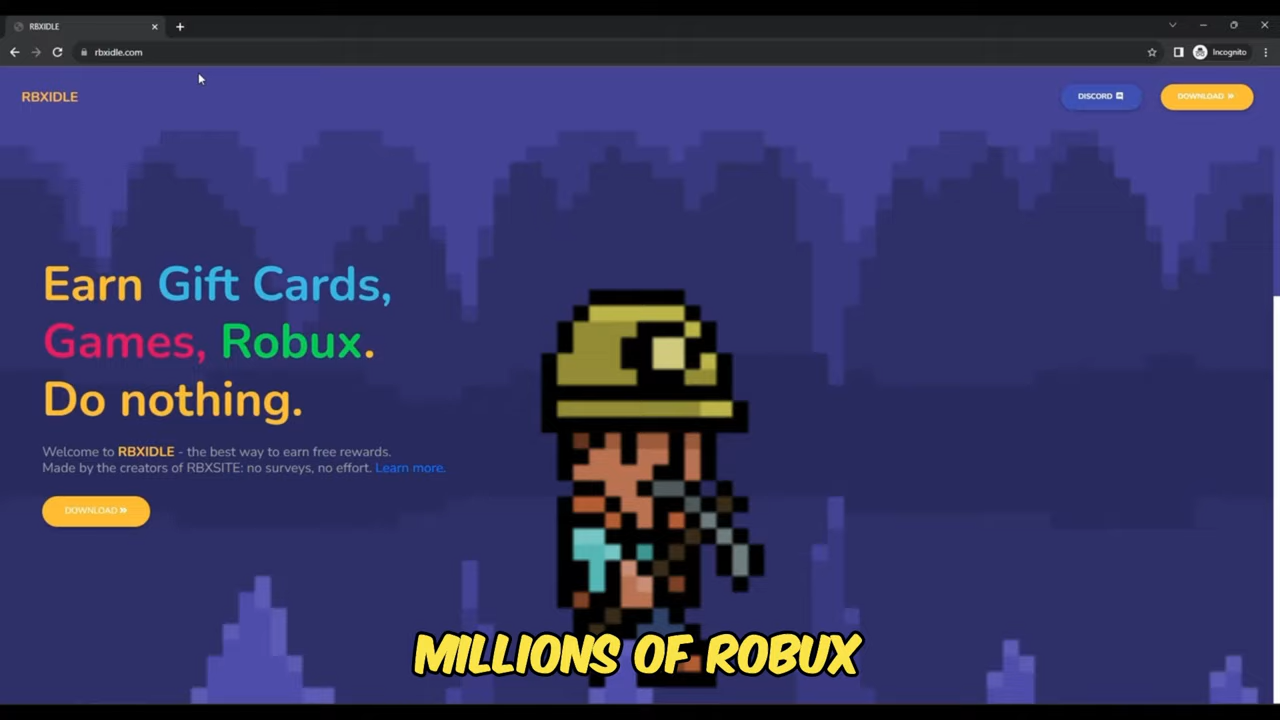 RBXIDLE
rbxidle.com
Incognito
RBXIDLE
DISCORD
DOWNLOAD »
Earn Gift Cards,
Games, Robux.
Do nothing.
Welcome to RBXIDLE - the best way to earn free rewards.
Made by the creators of RBXSITE: no surveys, no effort. Learn more.
DOWNLOAD »
MILLIONS OF ROBUX